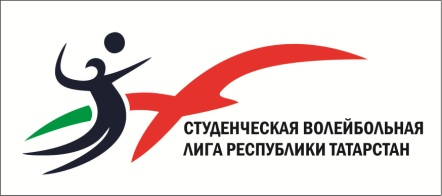 СТУДЕНЧЕСКАЯ ВОЛЕЙБОЛЬНАЯ
ЛИГА РЕСПУБЛИКИ ТАТАРСТАН